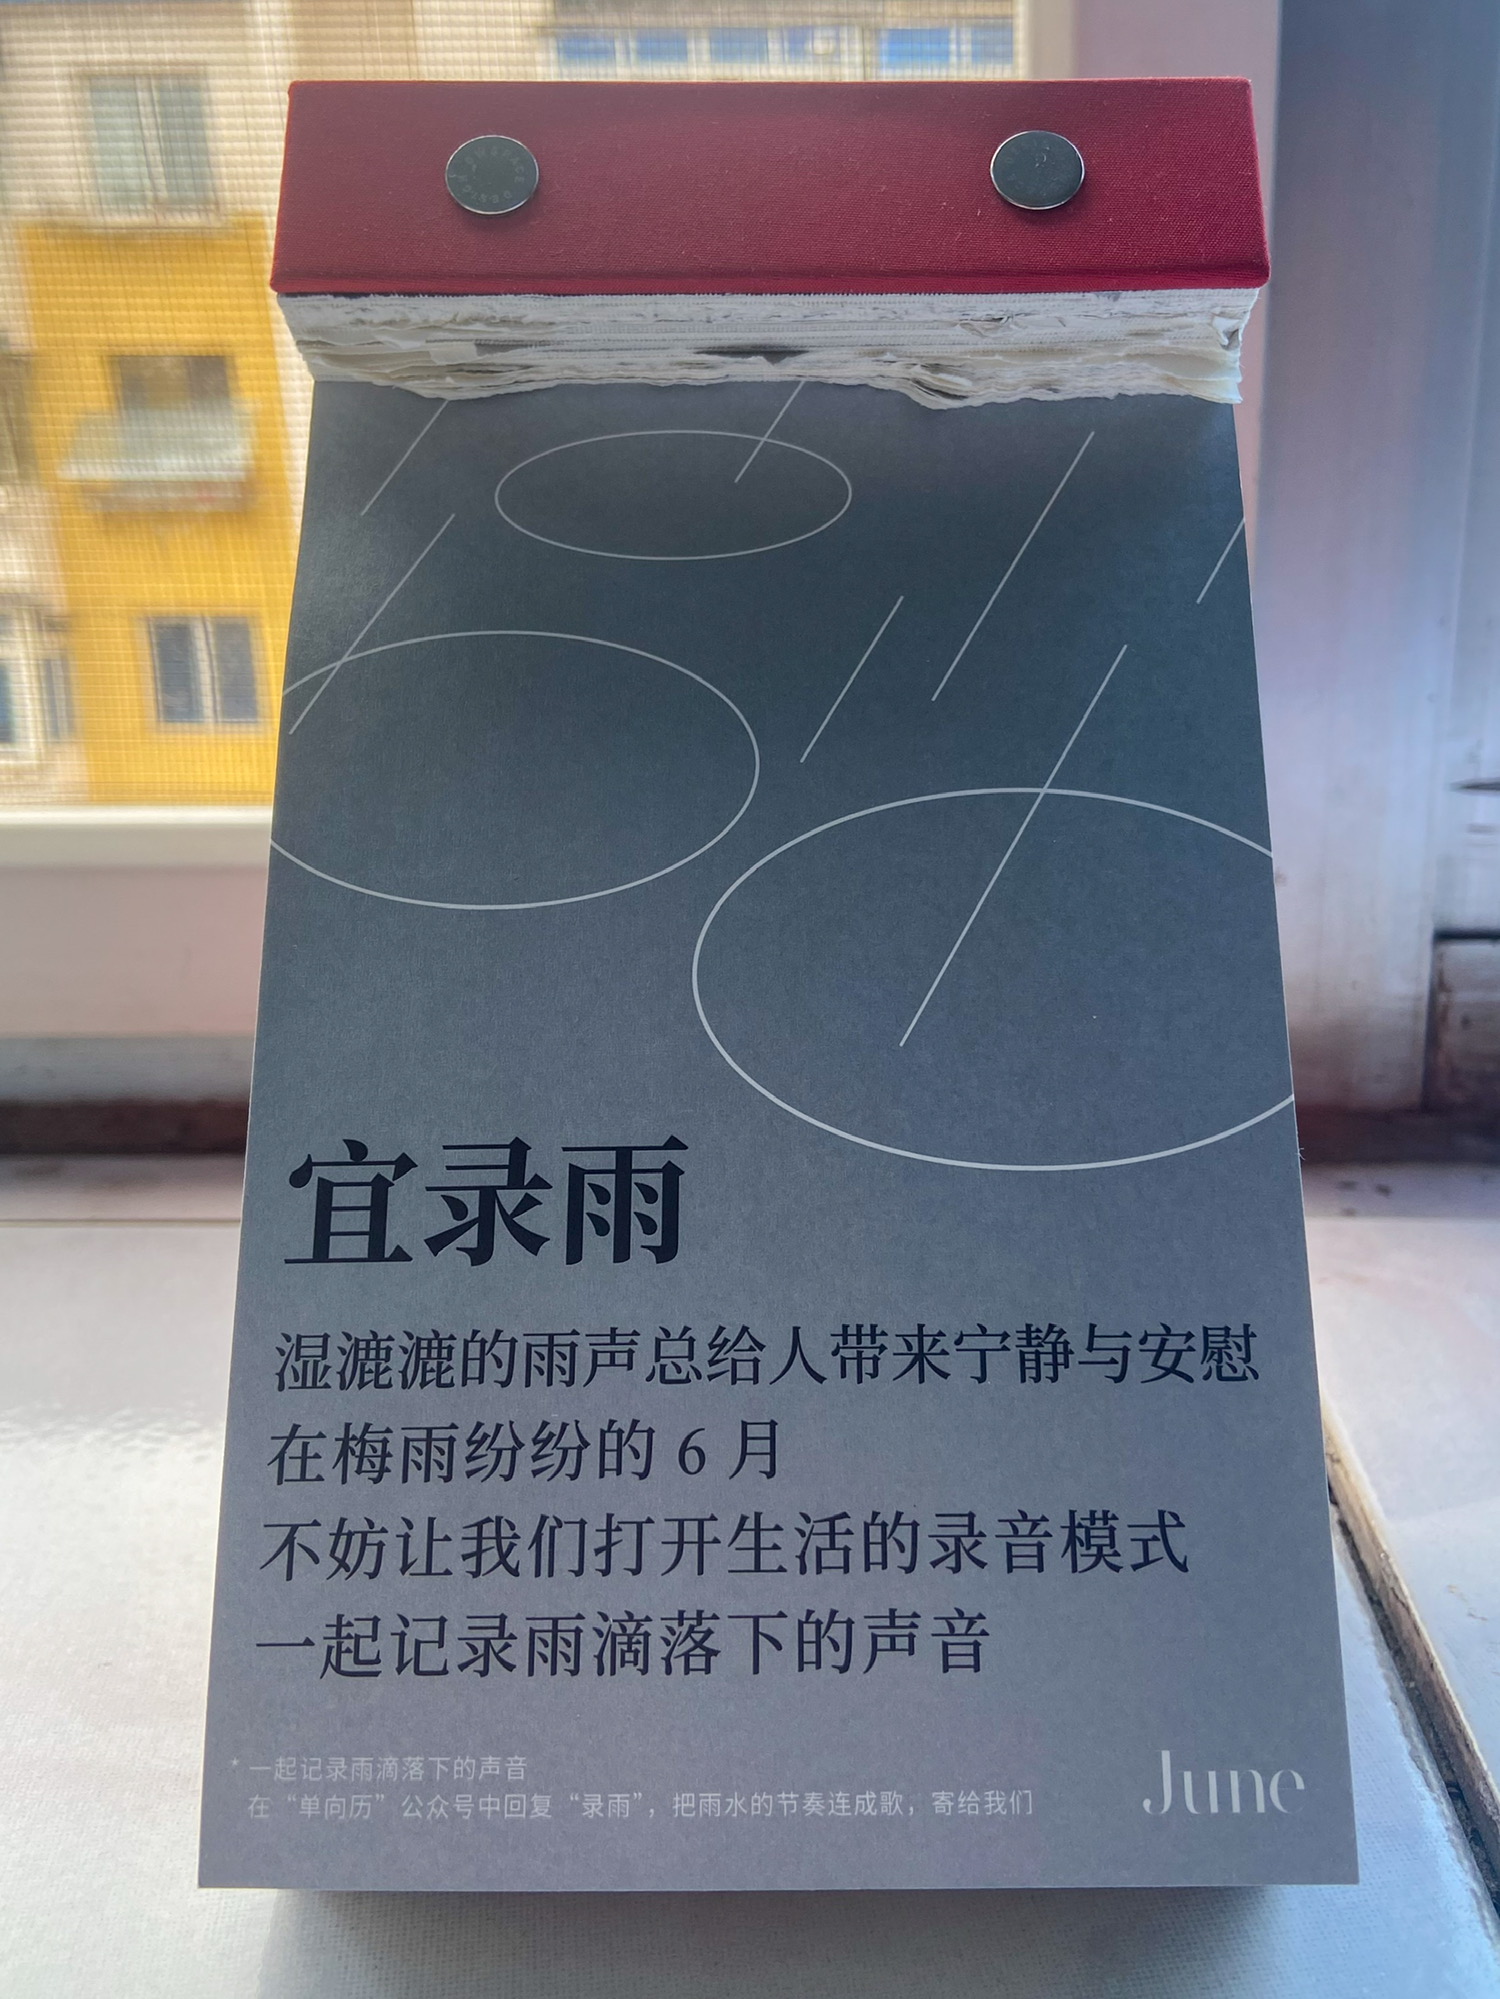 宜录雨
湿漉漉的雨声总给人带来宁静与安慰
在梅雨纷纷的 6 月
不妨让我们打开生活的录音模式
一起记录雨滴落下的声音
* 一起记录雨滴落下的声音
在“单向历”公众号中回复“录雨”，把雨水的节奏连成歌，寄给我们
June